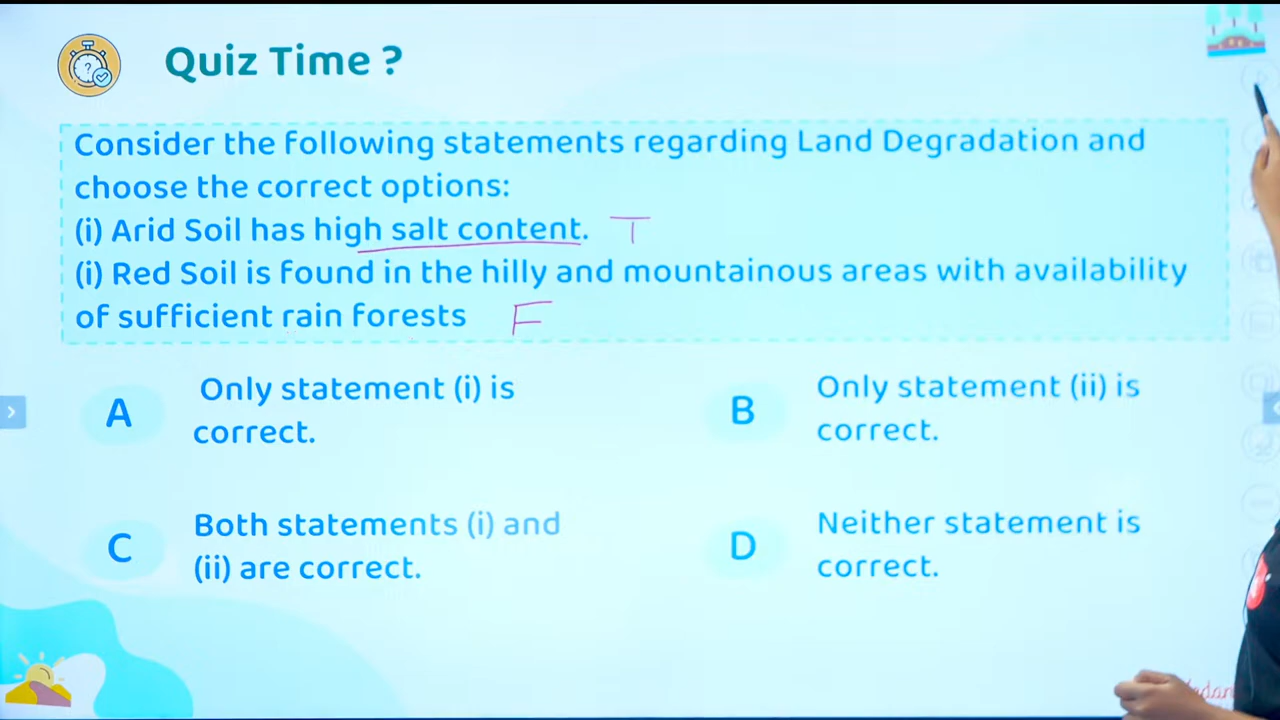 Quiz Time ?
Consider the following statements regarding Land Degradation and
choose the correct options:
(i) Arid Soil has high salt content. T
(i) Red Soil is found in the hilly and mountainous areas with availability
of sufficient rain forests F
A Only statement (i) is
correct.
B Only statement (ii) is
correct.
C Both statements (i) and
(ii) are correct.
D Neither statement is
correct.